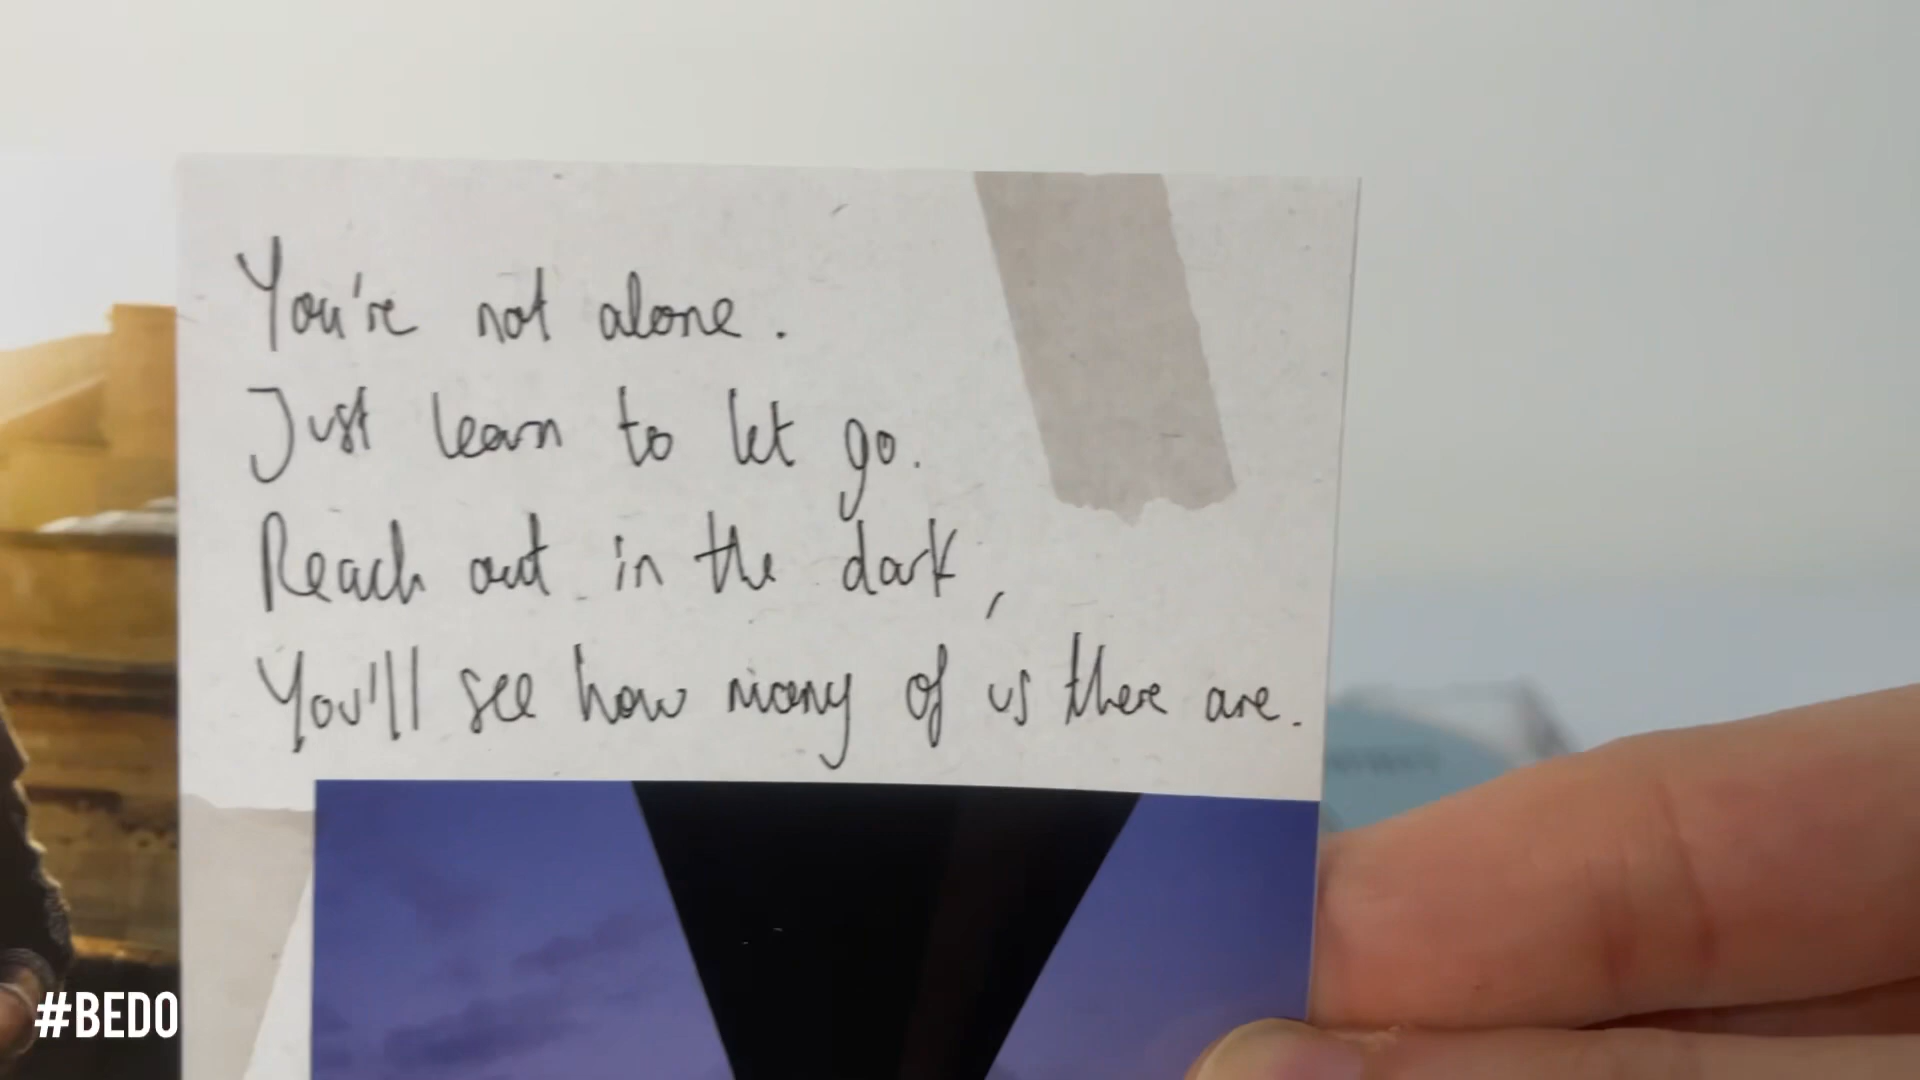 You're not alone.
Just learn to let go.
Reach out in the dark,
You'll see how many of us there are.
#BEDO